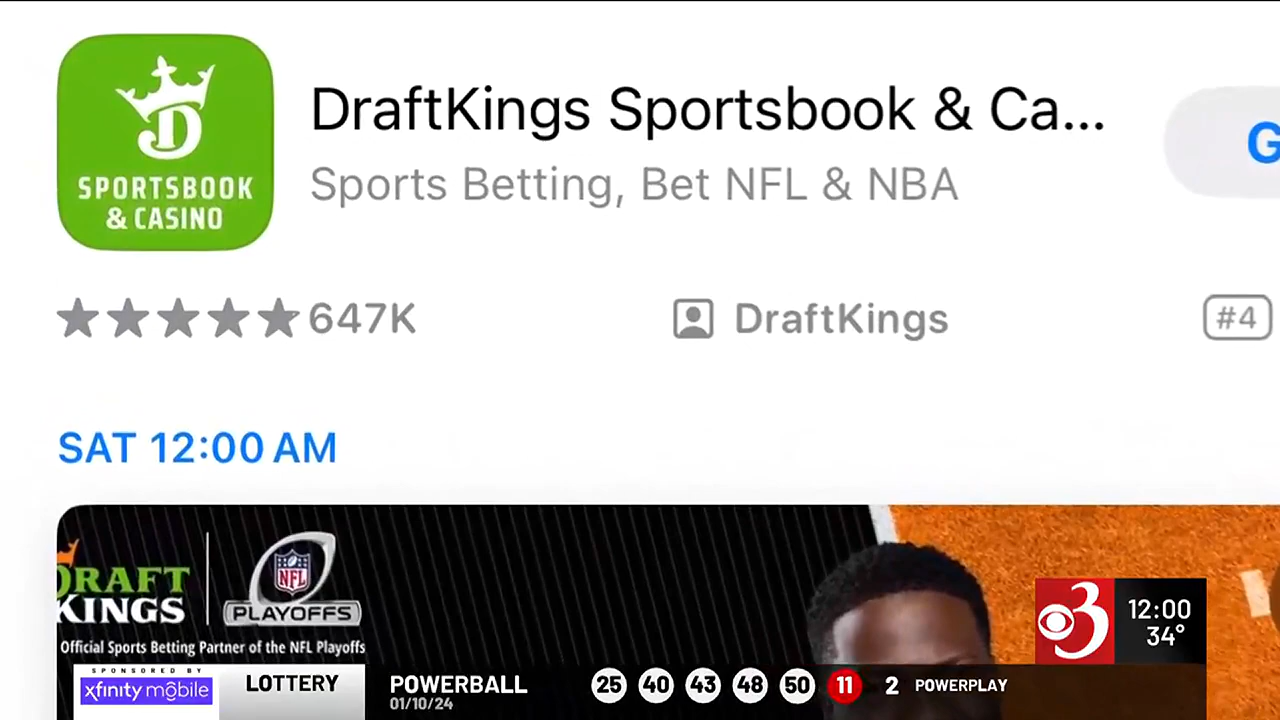 DraftKings Sportsbook & Ca...
Sports Betting, Bet NFL & NBA
D
SPORTSBOOK
& CASINO
G
647K
DraftKings
#4
SAT 12:00 AM
DRAFT
KINGS
NFL
PLAYOFFS
Official Sports Betting Partner of the NFL Playoffs
3
12:00
34°
SPONSORED BY
xfinity mobile
LOTTERY
POWERBALL
01/10/24
25 40 43 48 50 11 2 POWERPLAY